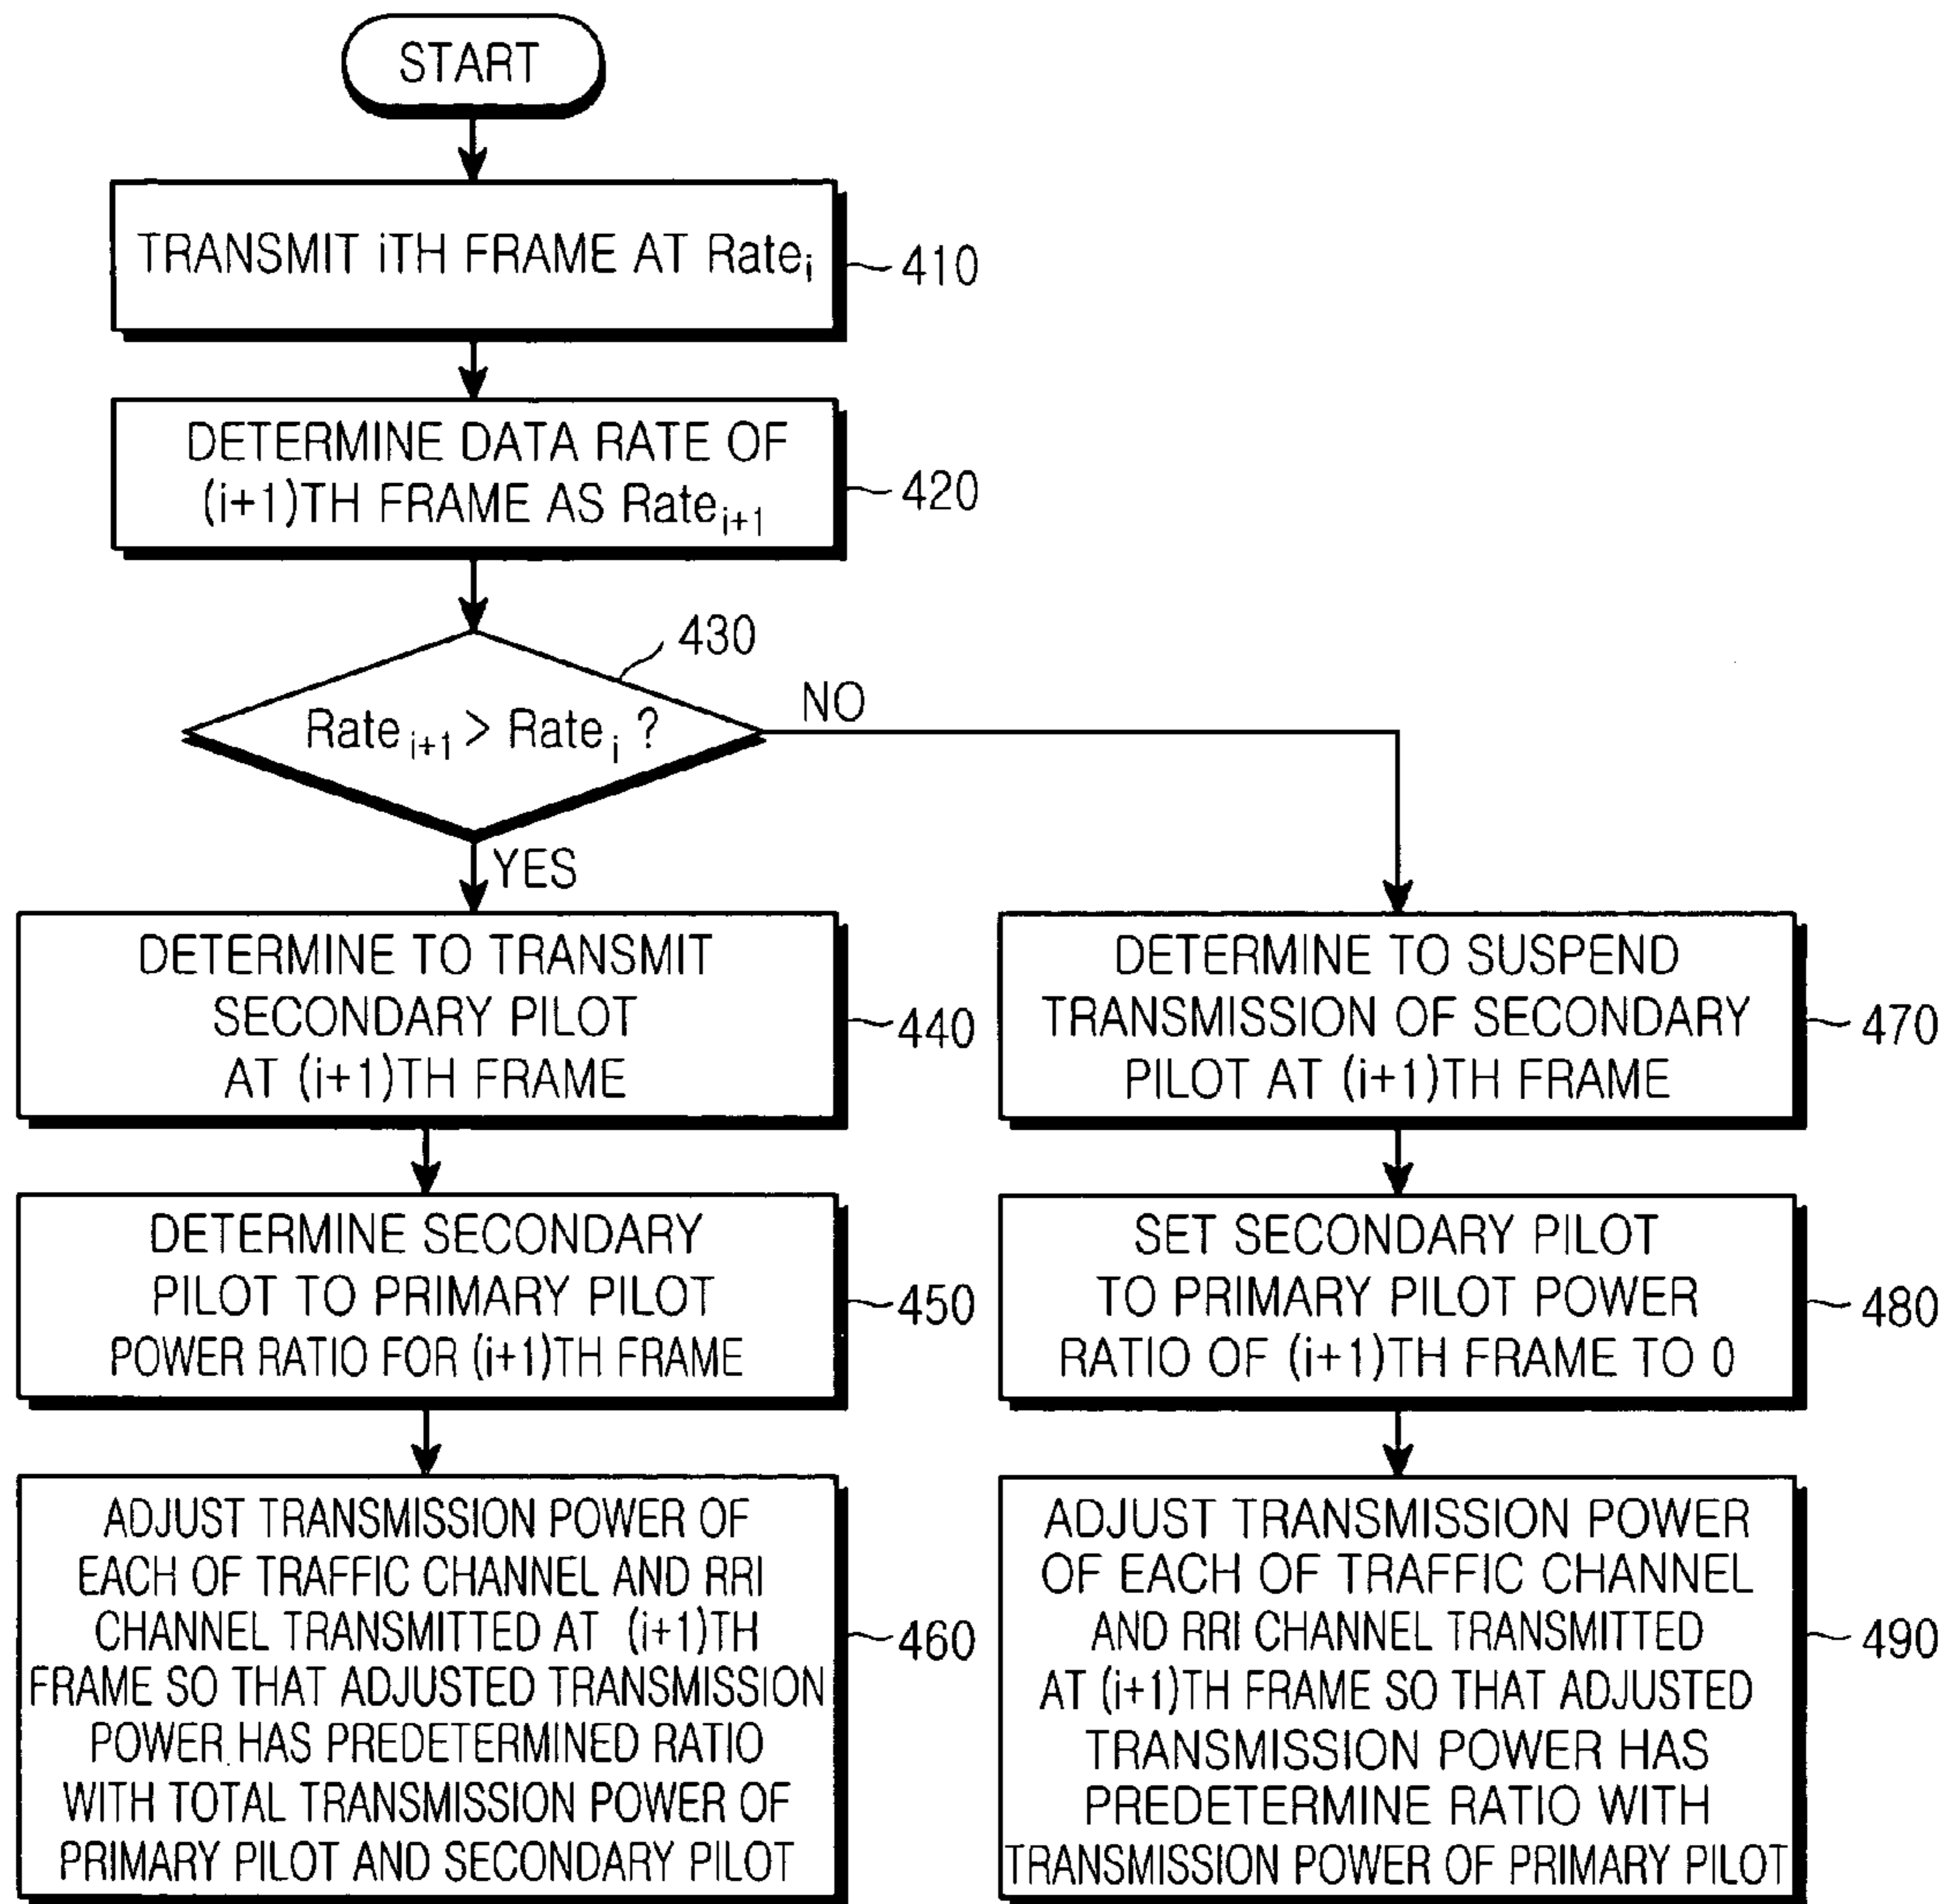 START
TRANSMIT iTH FRAME AT Rate_i
410
DETERMINE DATA RATE OF
(i+1)TH FRAME AS Rate_{i+1}
420
430
Rate_{i+1} > Rate_i ?
NO
YES
DETERMINE TO TRANSMIT
SECONDARY PILOT
AT (i+1)TH FRAME
440
DETERMINE SECONDARY
PILOT TO PRIMARY PILOT
POWER RATIO FOR (i+1)TH FRAME
450
ADJUST TRANSMISSION POWER OF
EACH OF TRAFFIC CHANNEL AND RRI
CHANNEL TRANSMITTED AT (i+1)TH
FRAME SO THAT ADJUSTED TRANSMISSION
POWER HAS PREDETERMINED RATIO
WITH TOTAL TRANSMISSION POWER OF
PRIMARY PILOT AND SECONDARY PILOT
460
DETERMINE TO SUSPEND
TRANSMISSION OF SECONDARY
PILOT AT (i+1)TH FRAME
470
SET SECONDARY PILOT
TO PRIMARY PILOT POWER
RATIO OF (i+1)TH FRAME TO 0
480
ADJUST TRANSMISSION POWER
OF EACH OF TRAFFIC CHANNEL
AND RRI CHANNEL TRANSMITTED
AT (i+1)TH FRAME SO THAT ADJUSTED
TRANSMISSION POWER HAS
PREDETERMINE RATIO WITH
TRANSMISSION POWER OF PRIMARY PILOT
490